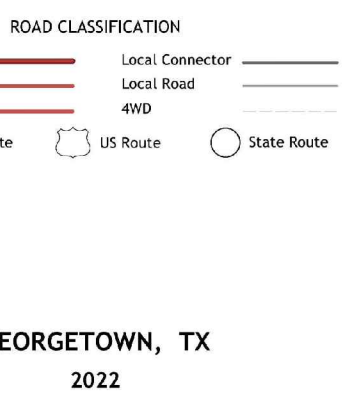 ROAD CLASSIFICATION
Local Connector
Local Road
4WD
te US Route State Route
EORGETOWN, TX
2022